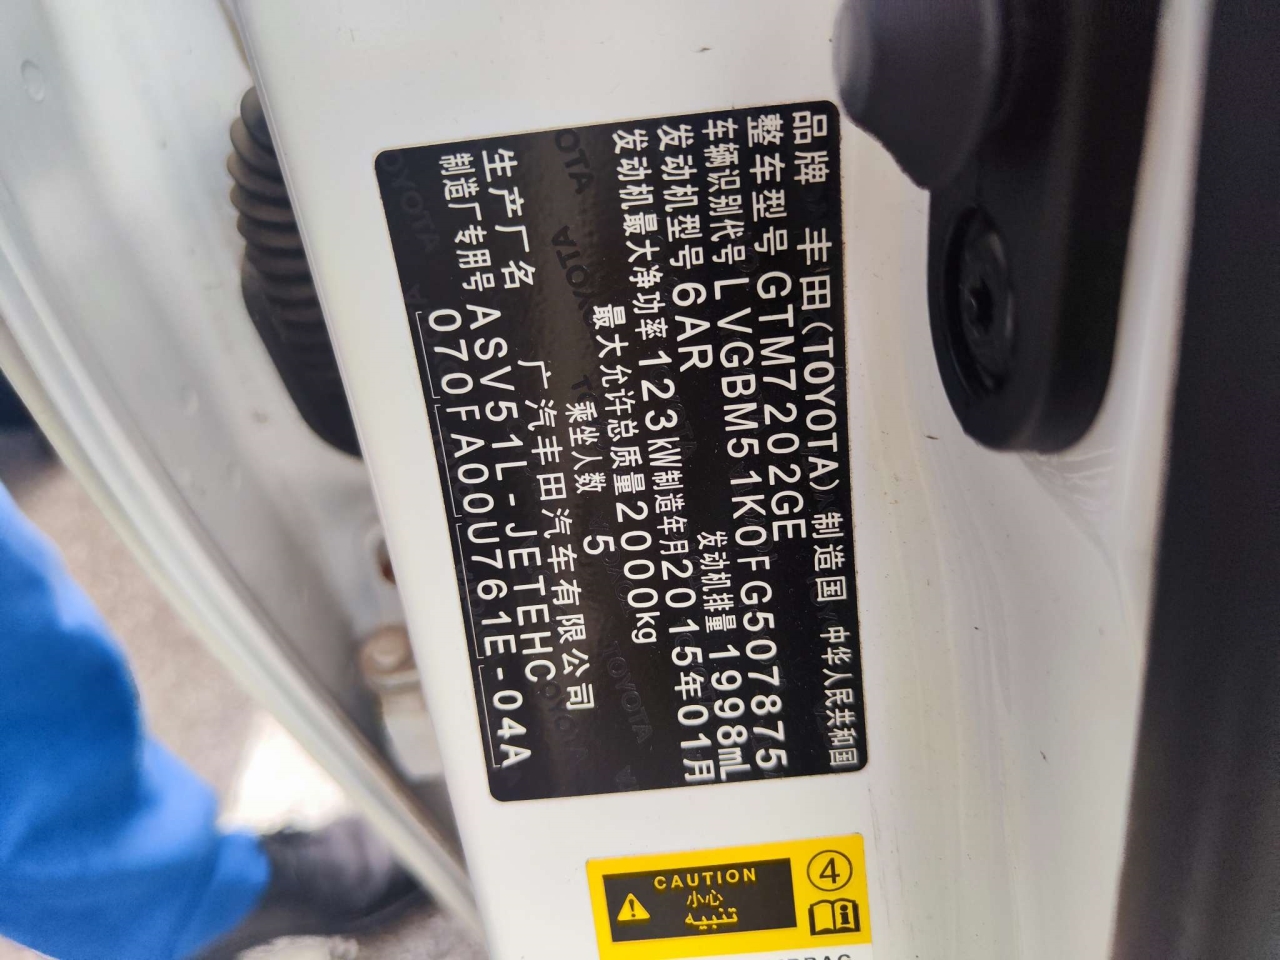 品牌 丰田(TOYOTA) 制造国 中华人民共和国
整车型号 GTM7202GE
车辆识别代号 LVGBM51K0FG507875
发动机型号 6AR 发动机排量 1998mL
发动机最大净功率 123kW 制造年月 2015年01月
最大允许总质量 2000kg
乘坐人数 5
生产厂名 广汽丰田汽车有限公司
制造厂专用号 ASV51L-JETEHC
070FA00U761E-04A
CAUTION
小心
تنبيه
4